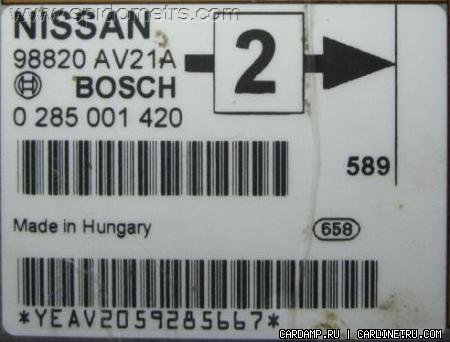 www.spidometrs.com
NISSAN
98820 AV21A
2
BOSCH
0 285 001 420
589
Made in Hungary
658
*YEAV2059285667*
CARDAMP.RU | CARDINETRU.COM